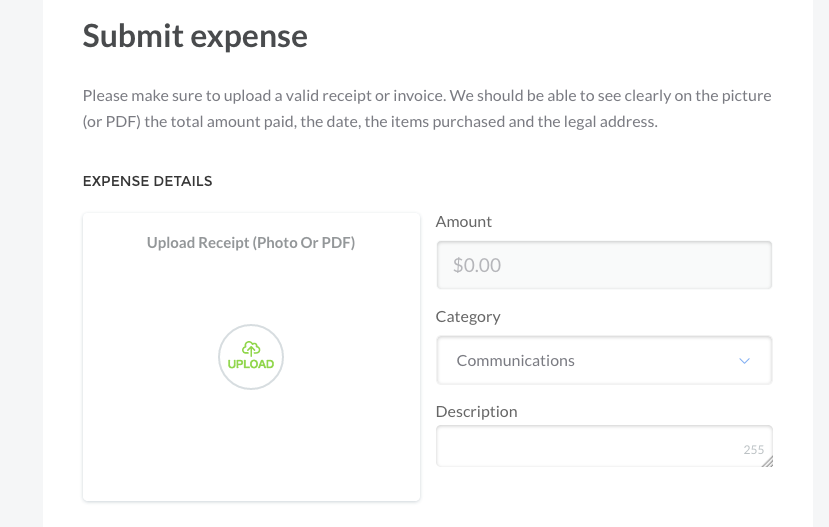 Submit expense
Please make sure to upload a valid receipt or invoice. We should be able to see clearly on the picture
(or PDF) the total amount paid, the date, the items purchased and the legal address.
EXPENSE DETAILS
Upload Receipt (Photo Or PDF)
UPLOAD
Amount
$0.00
Category
Communications
Description
255